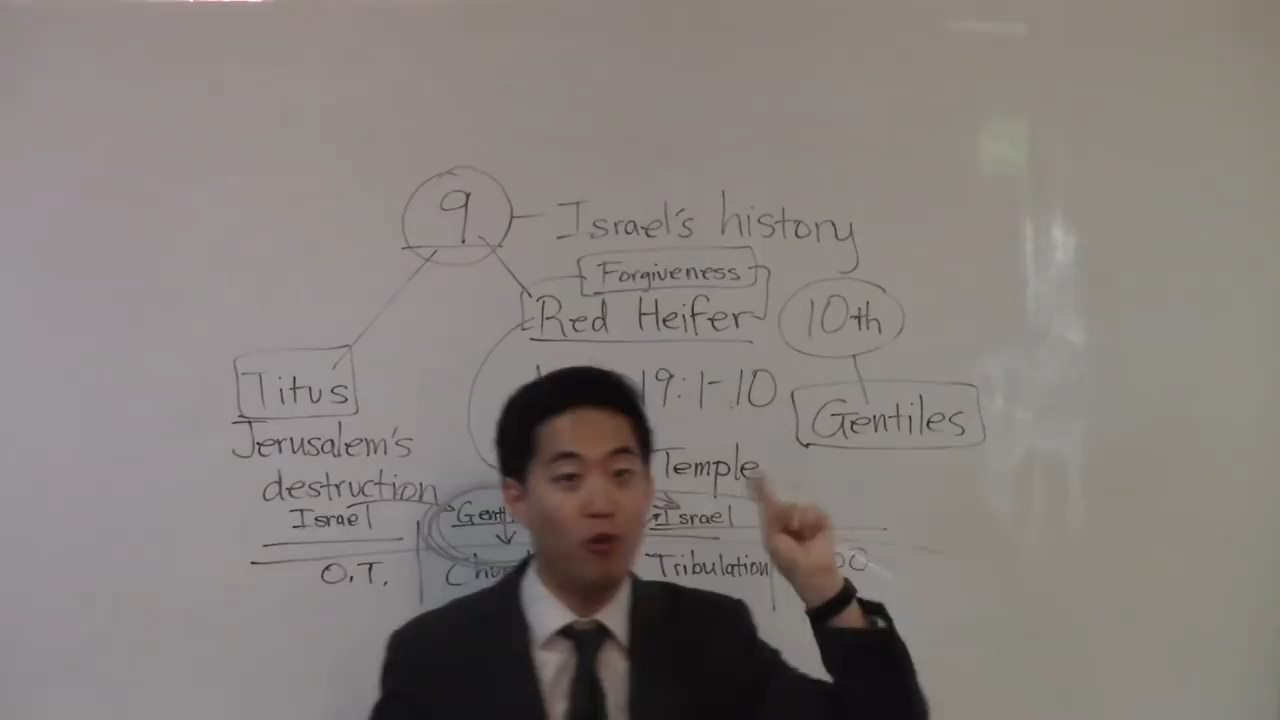 9 Israel's history
Forgiveness
Red Heifer
10th
19:1-10
Titus
Gentiles
Jerusalem's
Temple
destruction
Israel
Israel
O.T.
Tribulation